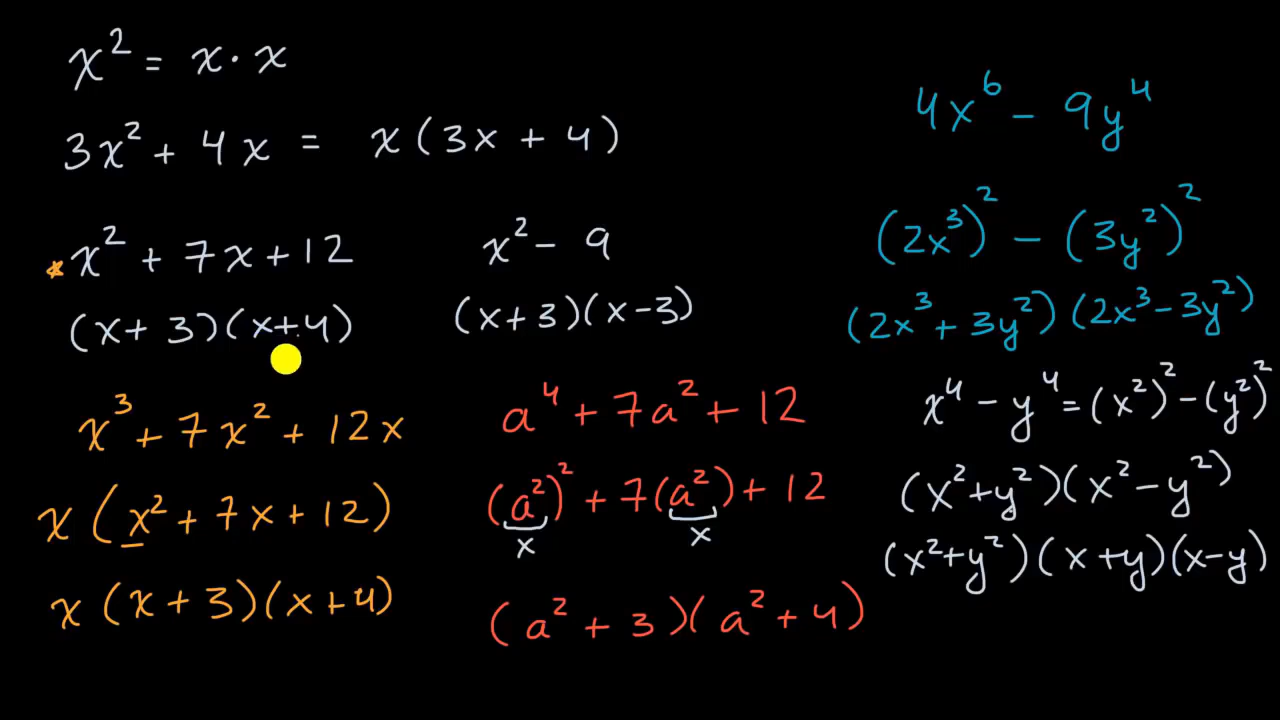 x² = x · x
3x² + 4x = x(3x + 4)
x² + 7x + 12
(x + 3)(x + 4)
x² - 9
(x + 3)(x - 3)
x³ + 7x² + 12x
x(x² + 7x + 12)
x(x + 3)(x + 4)
a⁴ + 7a² + 12
(a²)² + 7(a²) + 12
x x
(a² + 3)(a² + 4)
4x⁶ - 9y⁴
(2x³)² - (3y²)²
(2x³ + 3y²)(2x³ - 3y²)
x⁴ - y⁴ = (x²)² - (y²)²
(x² + y²)(x² - y²)
(x² + y²)(x + y)(x - y)